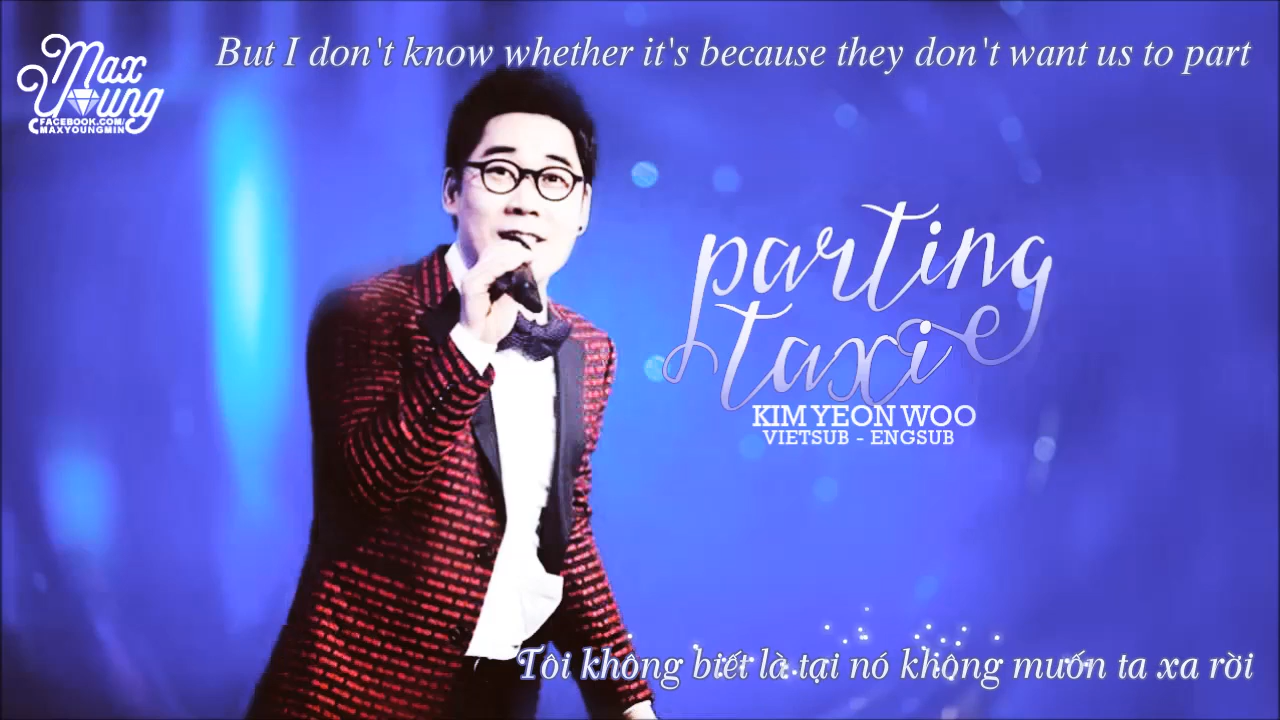 But I don't know whether it's because they don't want us to part
Max
Young
FACEBOOK.COM/
MAXYOUNGMIN
parting
taxi
KIM YEON WOO
VIETSUB - ENGSUB
Tôi không biết là tại nó không muốn ta xa rời